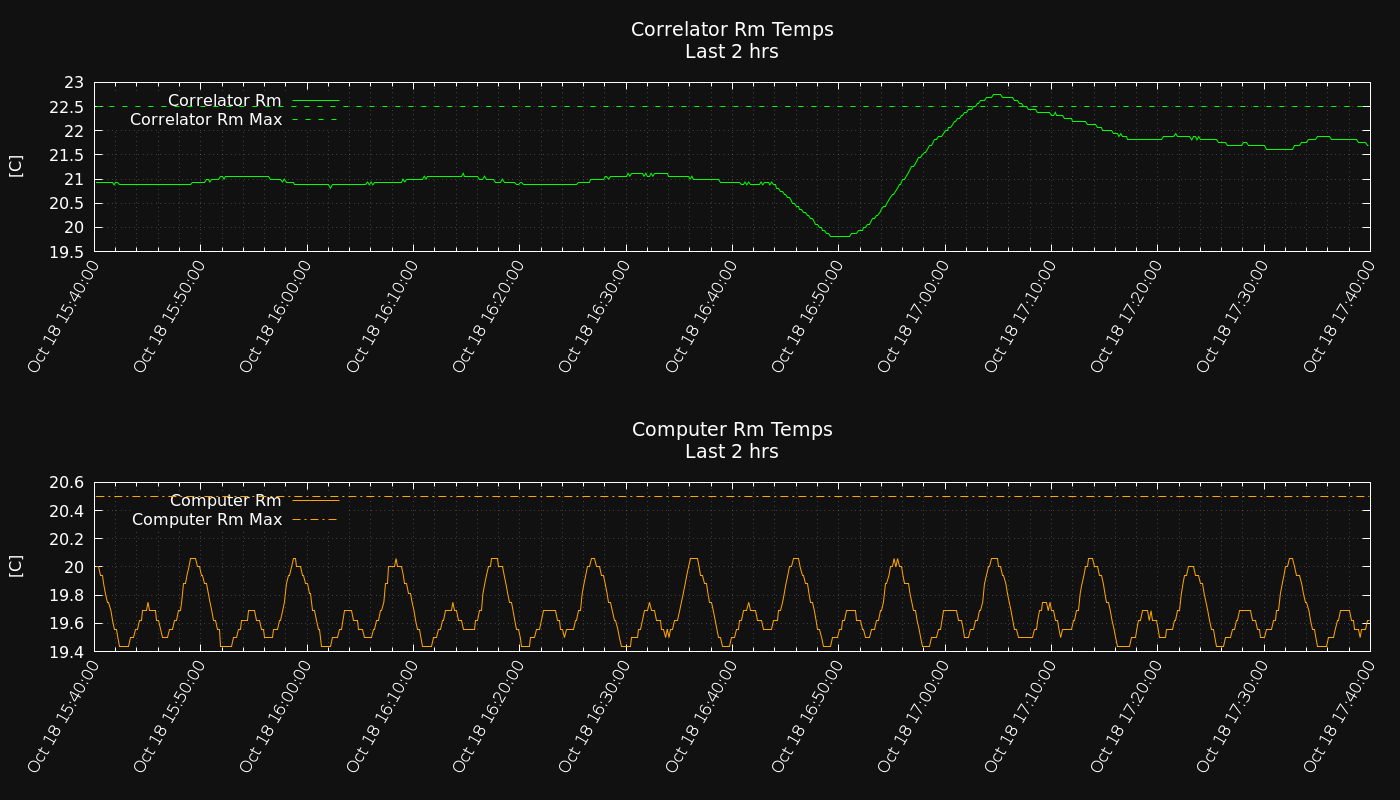 Correlator Rm Temps
Last 2 hrs
[C]
23
22.5
22
21.5
21
20.5
20
19.5
Correlator Rm
Correlator Rm Max
Oct 18 15:40:00
Oct 18 15:50:00
Oct 18 16:00:00
Oct 18 16:10:00
Oct 18 16:20:00
Oct 18 16:30:00
Oct 18 16:40:00
Oct 18 16:50:00
Oct 18 17:00:00
Oct 18 17:10:00
Oct 18 17:20:00
Oct 18 17:30:00
Oct 18 17:40:00
Computer Rm Temps
Last 2 hrs
[C]
20.6
20.4
20.2
20
19.8
19.6
19.4
Computer Rm
Computer Rm Max
Oct 18 15:40:00
Oct 18 15:50:00
Oct 18 16:00:00
Oct 18 16:10:00
Oct 18 16:20:00
Oct 18 16:30:00
Oct 18 16:40:00
Oct 18 16:50:00
Oct 18 17:00:00
Oct 18 17:10:00
Oct 18 17:20:00
Oct 18 17:30:00
Oct 18 17:40:00